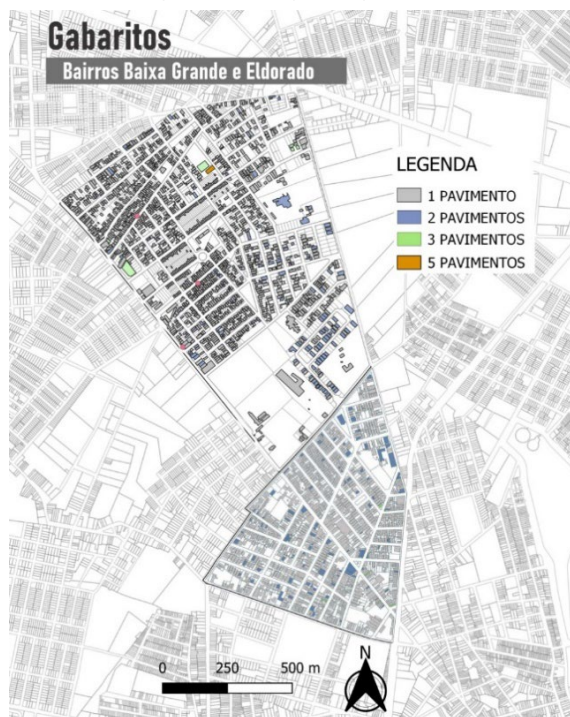 Gabaritos
Bairros Baixa Grande e Eldorado
LEGENDA
1 PAVIMENTO
2 PAVIMENTOS
3 PAVIMENTOS
5 PAVIMENTOS
N
0 250 500 m